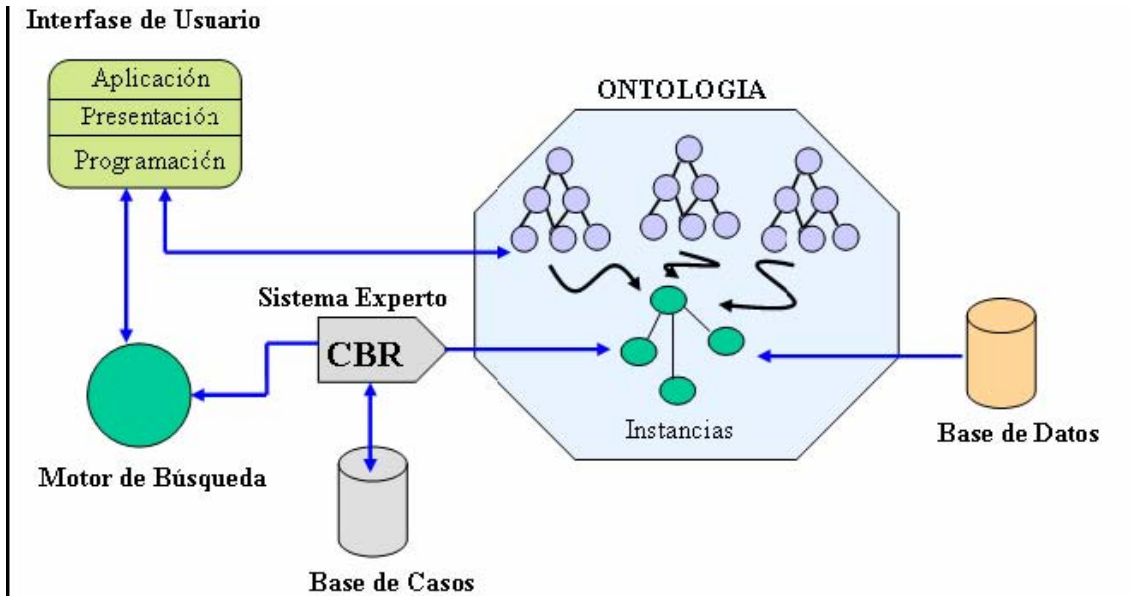 Interfase de Usuario
Aplicación
Presentación
Programación
ONTOLOGIA
Sistema Experto
CBR
Instancias
Base de Datos
Motor de Búsqueda
Base de Casos